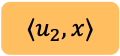 ⟨u₂, x⟩